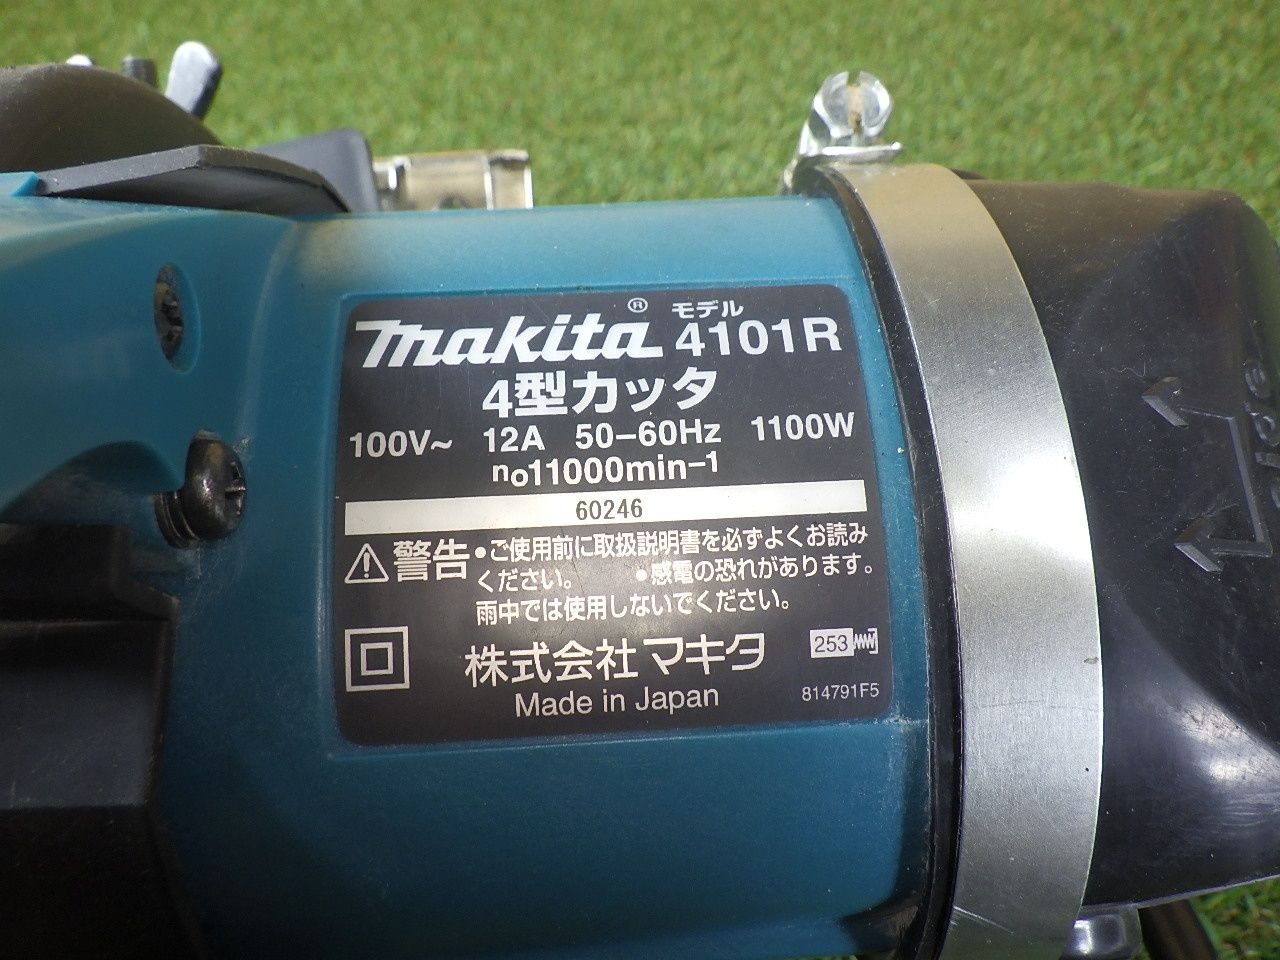 makita® モデル 4101R
4型カッタ
100V~ 12A 50-60Hz 1100W
no11000min-1
60246
警告 •ご使用前に取扱説明書を必ずよくお読み
ください。 •感電の恐れがあります。
雨中では使用しないでください。
株式会社マキタ
253
Made in Japan
814791F5